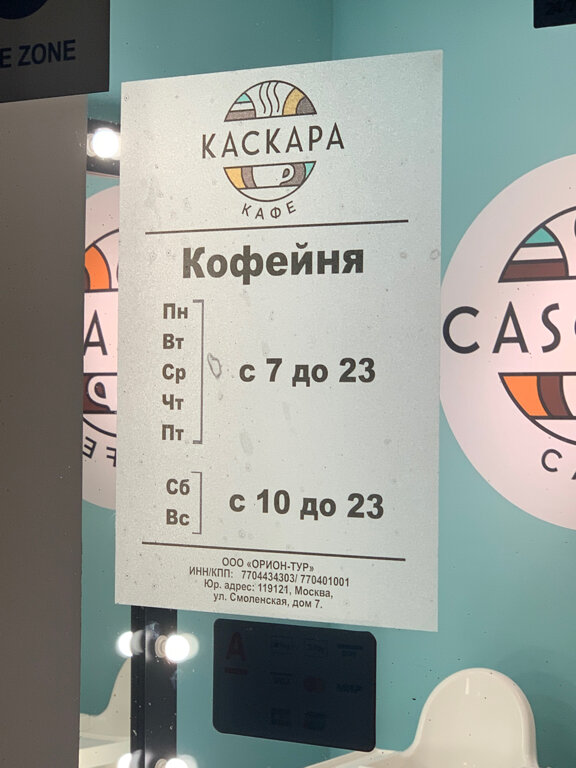 E ZONE
КАСКАРА
КАФЕ
Кофейня
Пн
Вт
Ср
Чт
Пт
с 7 до 23
Сб
Вс
с 10 до 23
ООО «ОРИОН-ТУР»
ИНН/КПП: 7704434303/ 770401001
Юр. адрес: 119121, Москва,
ул. Смоленская, дом 7.
CAS
CA